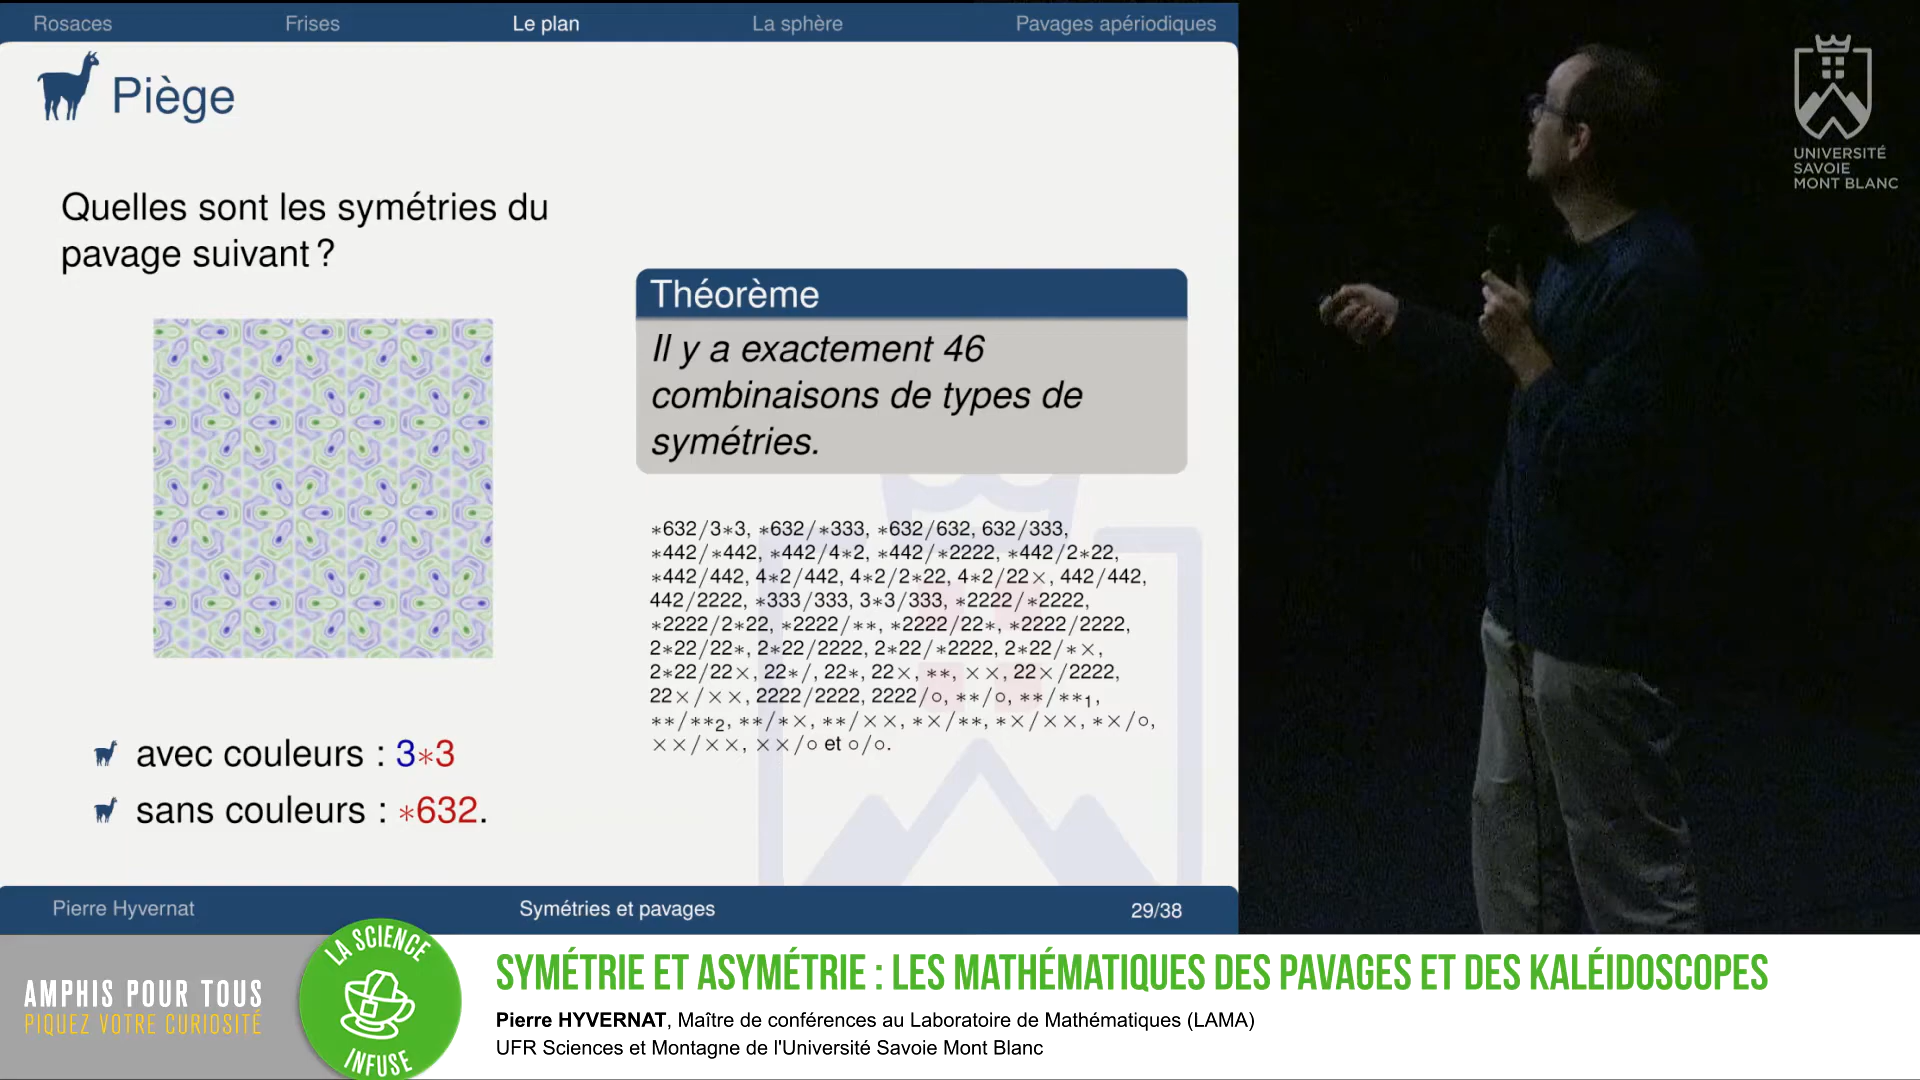 Rosaces Frises Le plan La sphère Pavages apériodiques
Piège
Quelles sont les symétries du
pavage suivant ?
Théorème
Il y a exactement 46
combinaisons de types de
symétries.
∗632/3∗3, ∗632/∗333, ∗632/632, 632/333,
∗442/∗442, ∗442/4∗2, ∗442/∗2222, ∗442/2∗22,
∗442/442, 4∗2/442, 4∗2/2∗22, 4∗2/22×, 442/442,
442/2222, ∗333/333, 3∗3/333, ∗2222/∗2222,
∗2222/2∗22, ∗2222/∗∗, ∗2222/22∗, ∗2222/2222,
2∗22/22∗, 2∗22/2222, 2∗22/∗2222, 2∗22/∗×,
2∗22/22×, 22∗/, 22∗, 22×, ∗∗, ××, 22×/2222,
22×/××, 2222/2222, 2222/○, ∗∗/○, ∗∗/∗∗₁,
∗∗/∗∗₂, ∗∗/∗×, ∗∗/××, ∗×/∗∗, ∗×/××, ∗×/○,
××/××, ××/○ et ○/○.
avec couleurs : 3∗3
sans couleurs : ∗632.
Pierre Hyvernat Symétries et pavages 29/38
UNIVERSITÉ
SAVOIE
MONT BLANC
AMPHIS POUR TOUS
PIQUEZ VOTRE CURIOSITÉ
LA SCIENCE
INFUSE
SYMÉTRIE ET ASYMÉTRIE : LES MATHÉMATIQUES DES PAVAGES ET DES KALÉIDOSCOPES
Pierre HYVERNAT, Maître de conférences au Laboratoire de Mathématiques (LAMA)
UFR Sciences et Montagne de l'Université Savoie Mont Blanc